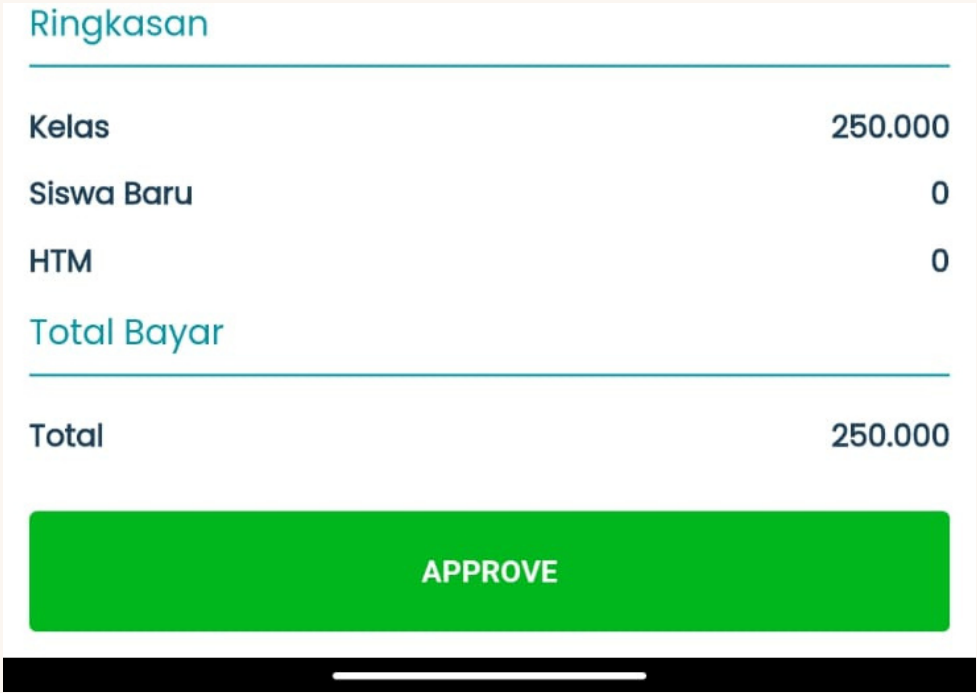 Ringkasan
Kelas 250.000
Siswa Baru 0
HTM 0
Total Bayar
Total 250.000
APPROVE